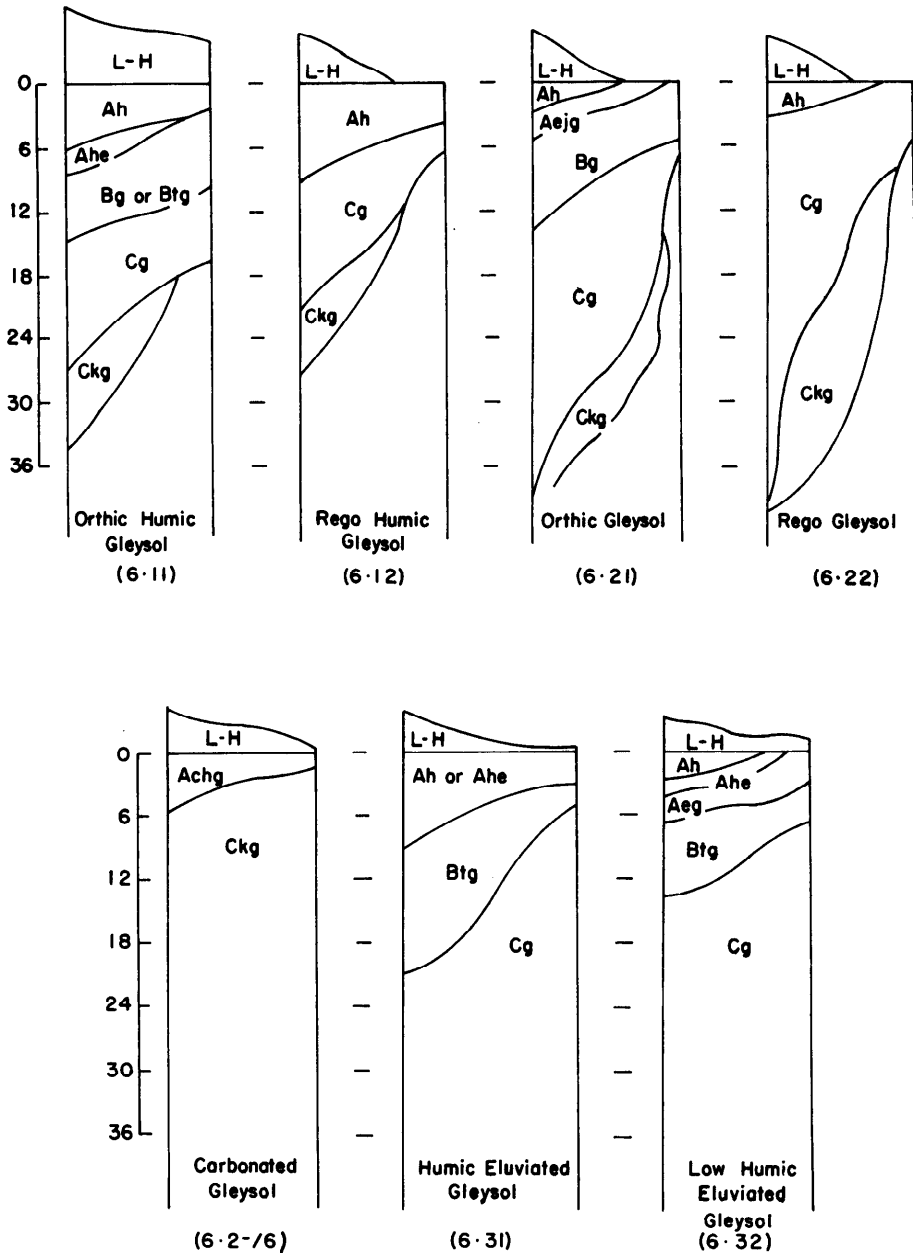 L-H
Ah
Ahe
Bg or Btg
Cg
Ckg
0
6
12
18
24
30
36
Orthic Humic
Gleysol
(6·11)
L-H
Ah
Cg
Ckg
Rego Humic
Gleysol
(6·12)
L-H
Ah
Aejg
Bg
Cg
Ckg
Orthic Gleysol
(6·21)
L-H
Ah
Cg
Ckg
Rego Gleysol
(6·22)
0
6
12
18
24
30
36
L-H
Achg
Ckg
Carbonated
Gleysol
(6·2-/6)
L-H
Ah or Ahe
Btg
Cg
Humic Eluviated
Gleysol
(6·31)
L-H
Ah
Ahe
Aeg
Btg
Cg
Low Humic
Eluviated
Gleysol
(6·32)